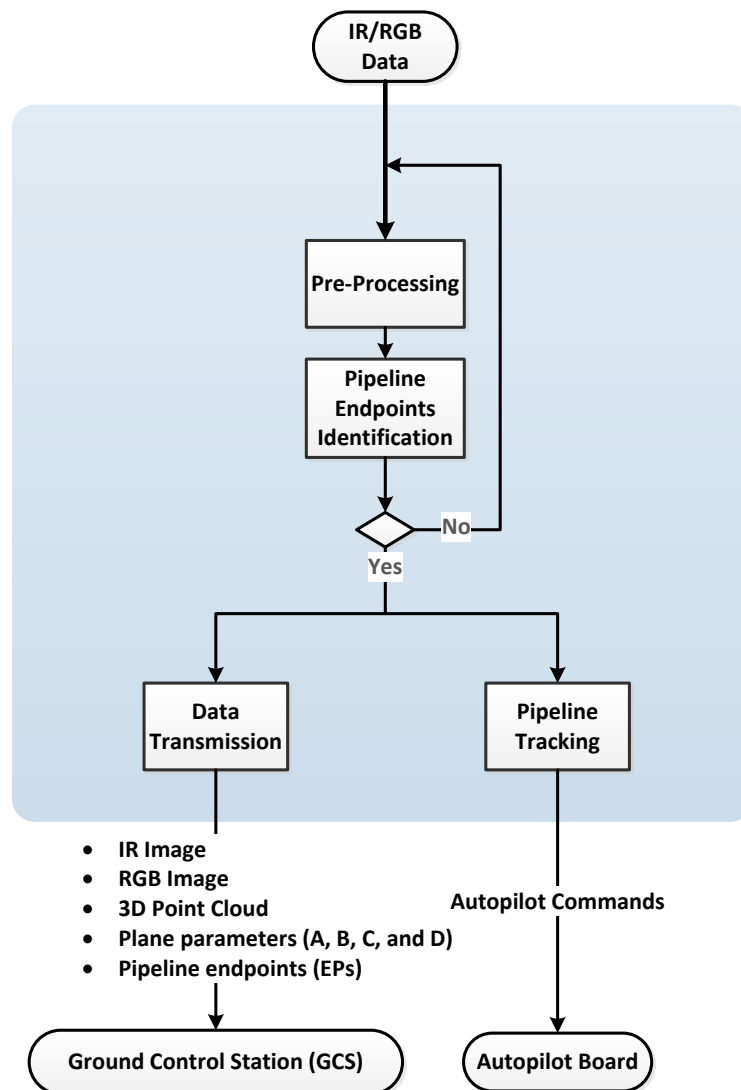 IR/RGB
Data
Pre-Processing
Pipeline
Endpoints
Identification
No
Yes
Data
Transmission
Pipeline
Tracking
• IR Image
• RGB Image
• 3D Point Cloud
• Plane parameters (A, B, C, and D)
• Pipeline endpoints (EPs)
Autopilot Commands
Ground Control Station (GCS)
Autopilot Board